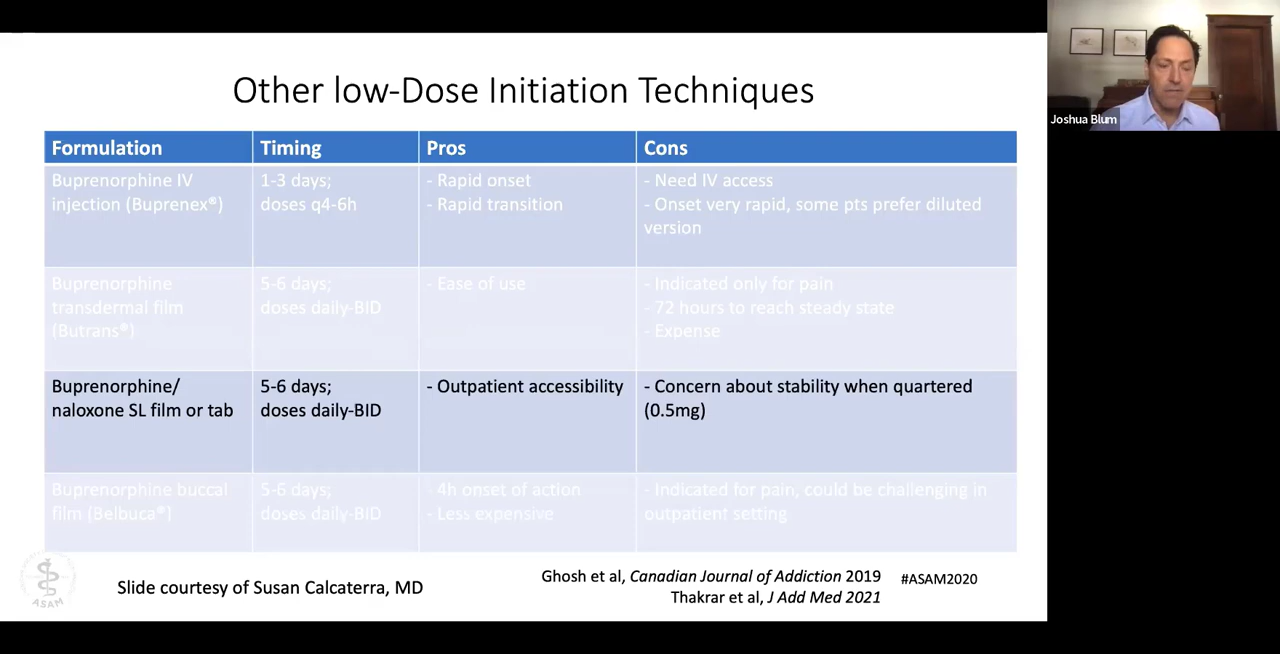 Other low-Dose Initiation Techniques
Joshua Blum
Formulation Timing Pros Cons
Buprenorphine IV
injection (Buprenex®)
1-3 days;
doses q4-6h
- Rapid onset
- Rapid transition
- Need IV access
- Onset very rapid, some pts prefer diluted
version
Buprenorphine
transdermal film
(Butrans®)
5-6 days;
doses daily-BID
- Ease of use
- Indicated only for pain
- 72 hours to reach steady state
- Expense
Buprenorphine/
naloxone SL film or tab
5-6 days;
doses daily-BID
- Outpatient accessibility
- Concern about stability when quartered
(0.5mg)
Buprenorphine buccal
film (Belbuca®)
5-6 days;
doses daily-BID
- 4h onset of action
- Less expensive
- Indicated for pain, could be challenging in
outpatient setting
ASAM
Slide courtesy of Susan Calcaterra, MD
Ghosh et al, Canadian Journal of Addiction 2019
Thakrar et al, J Add Med 2021
#ASAM2020